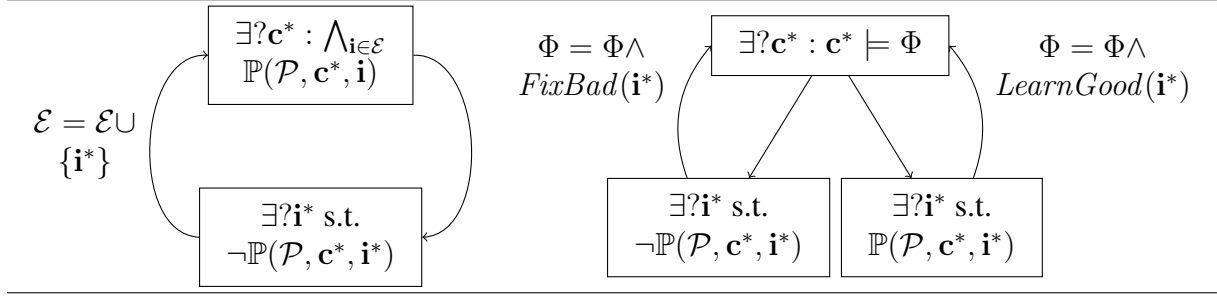 ∃?c* : ⋀_{i∈ℰ}
ℙ(𝒫, c*, i)
ℰ = ℰ∪
{i*}
∃?i* s.t.
¬ℙ(𝒫, c*, i*)
Φ = Φ∧
FixBad(i*)
∃?c* : c* ⊨ Φ
Φ = Φ∧
LearnGood(i*)
∃?i* s.t.
¬ℙ(𝒫, c*, i*)
∃?i* s.t.
ℙ(𝒫, c*, i*)